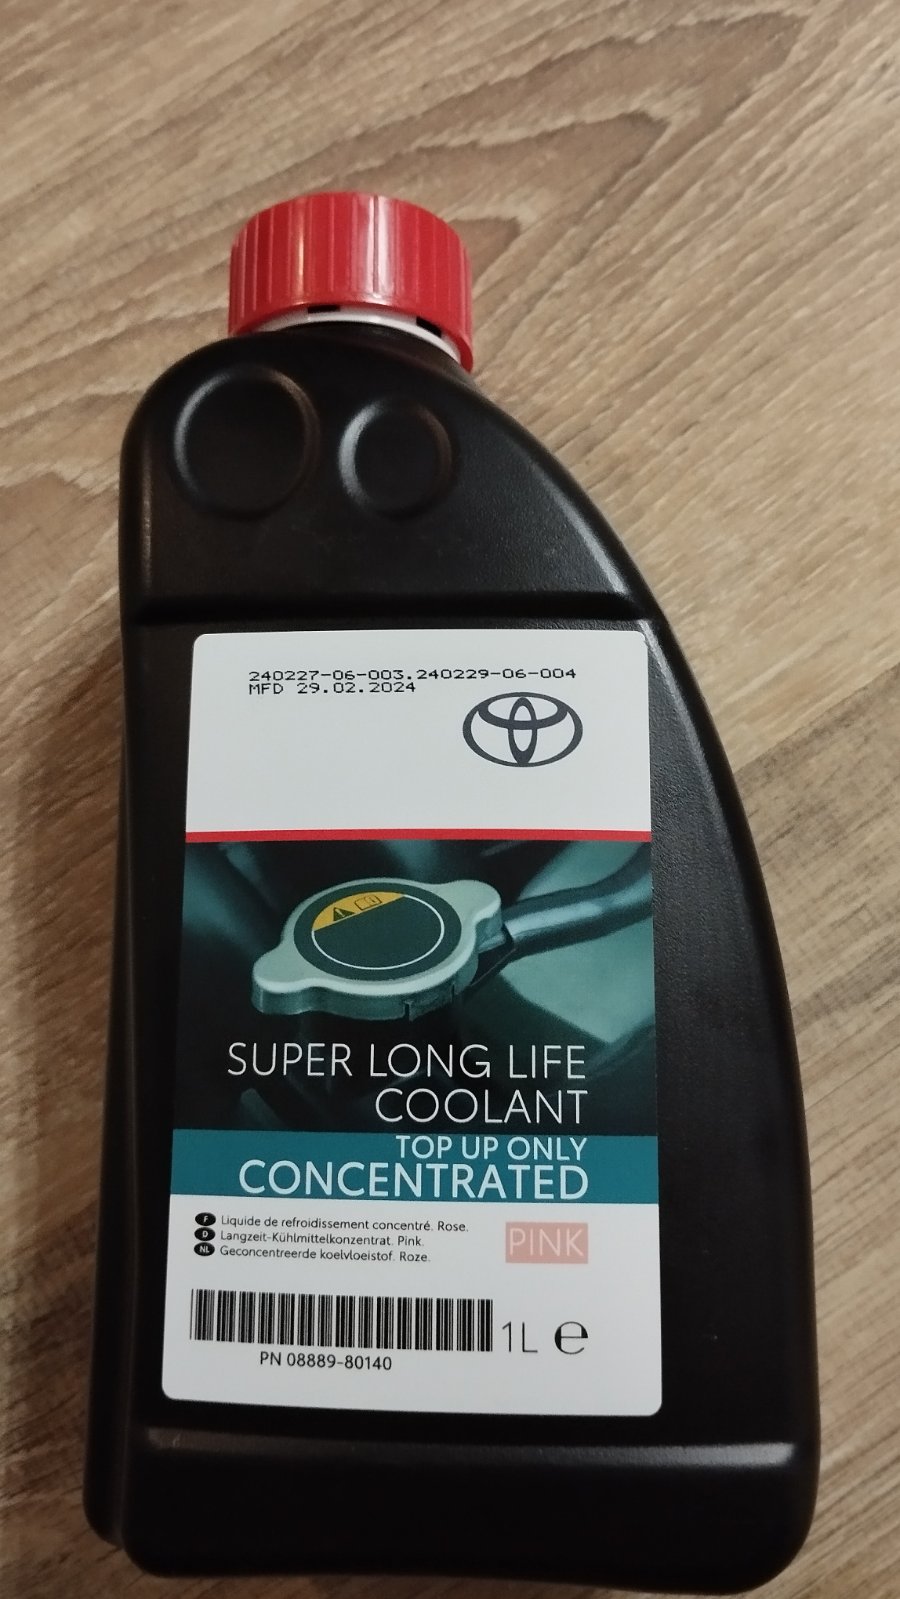 240227-06-003.240229-06-004
MFD 29.02.2024
SUPER LONG LIFE
COOLANT
TOP UP ONLY
CONCENTRATED
F Liquide de refroidissement concentré. Rose.
D Langzeit-Kühlmittelkonzentrat. Pink.
NL Geconcentreerde koelvloeistof. Roze.
PINK
1L e
PN 08889-80140